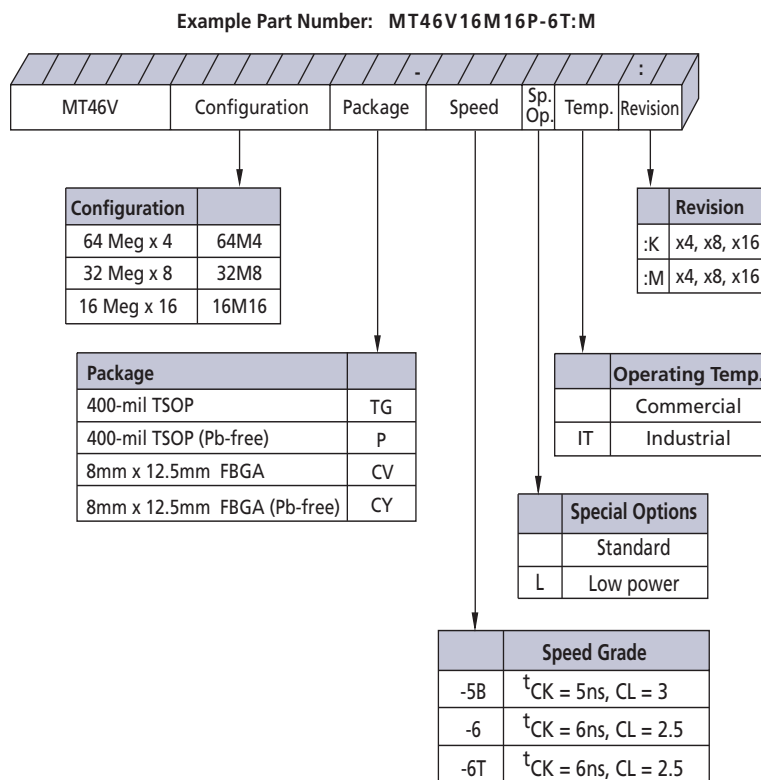 Example Part Number: MT46V16M16P-6T:M
- :
MT46V Configuration Package Speed Sp. Op. Temp. Revision
Configuration
64 Meg x 4 64M4
32 Meg x 8 32M8
16 Meg x 16 16M16
Revision
:K x4, x8, x16
:M x4, x8, x16
Package
400-mil TSOP TG
400-mil TSOP (Pb-free) P
8mm x 12.5mm FBGA CV
8mm x 12.5mm FBGA (Pb-free) CY
Operating Temp.
Commercial
IT Industrial
Special Options
Standard
L Low power
Speed Grade
-5B tCK = 5ns, CL = 3
-6 tCK = 6ns, CL = 2.5
-6T tCK = 6ns, CL = 2.5